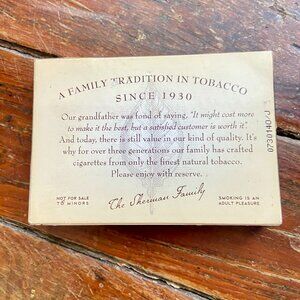 A FAMILY TRADITION IN TOBACCO
SINCE 1930
Our grandfather was fond of saying, "It might cost more
to make it the best, but a satisfied customer is worth it".
And today, there is still value in our kind of quality. It's
why for over three generations our family has crafted
cigarettes from only the finest natural tobacco.
Please enjoy with reserve.
NOT FOR SALE
TO MINORS
The Sherman Family
SMOKING IS AN
ADULT PLEASURE